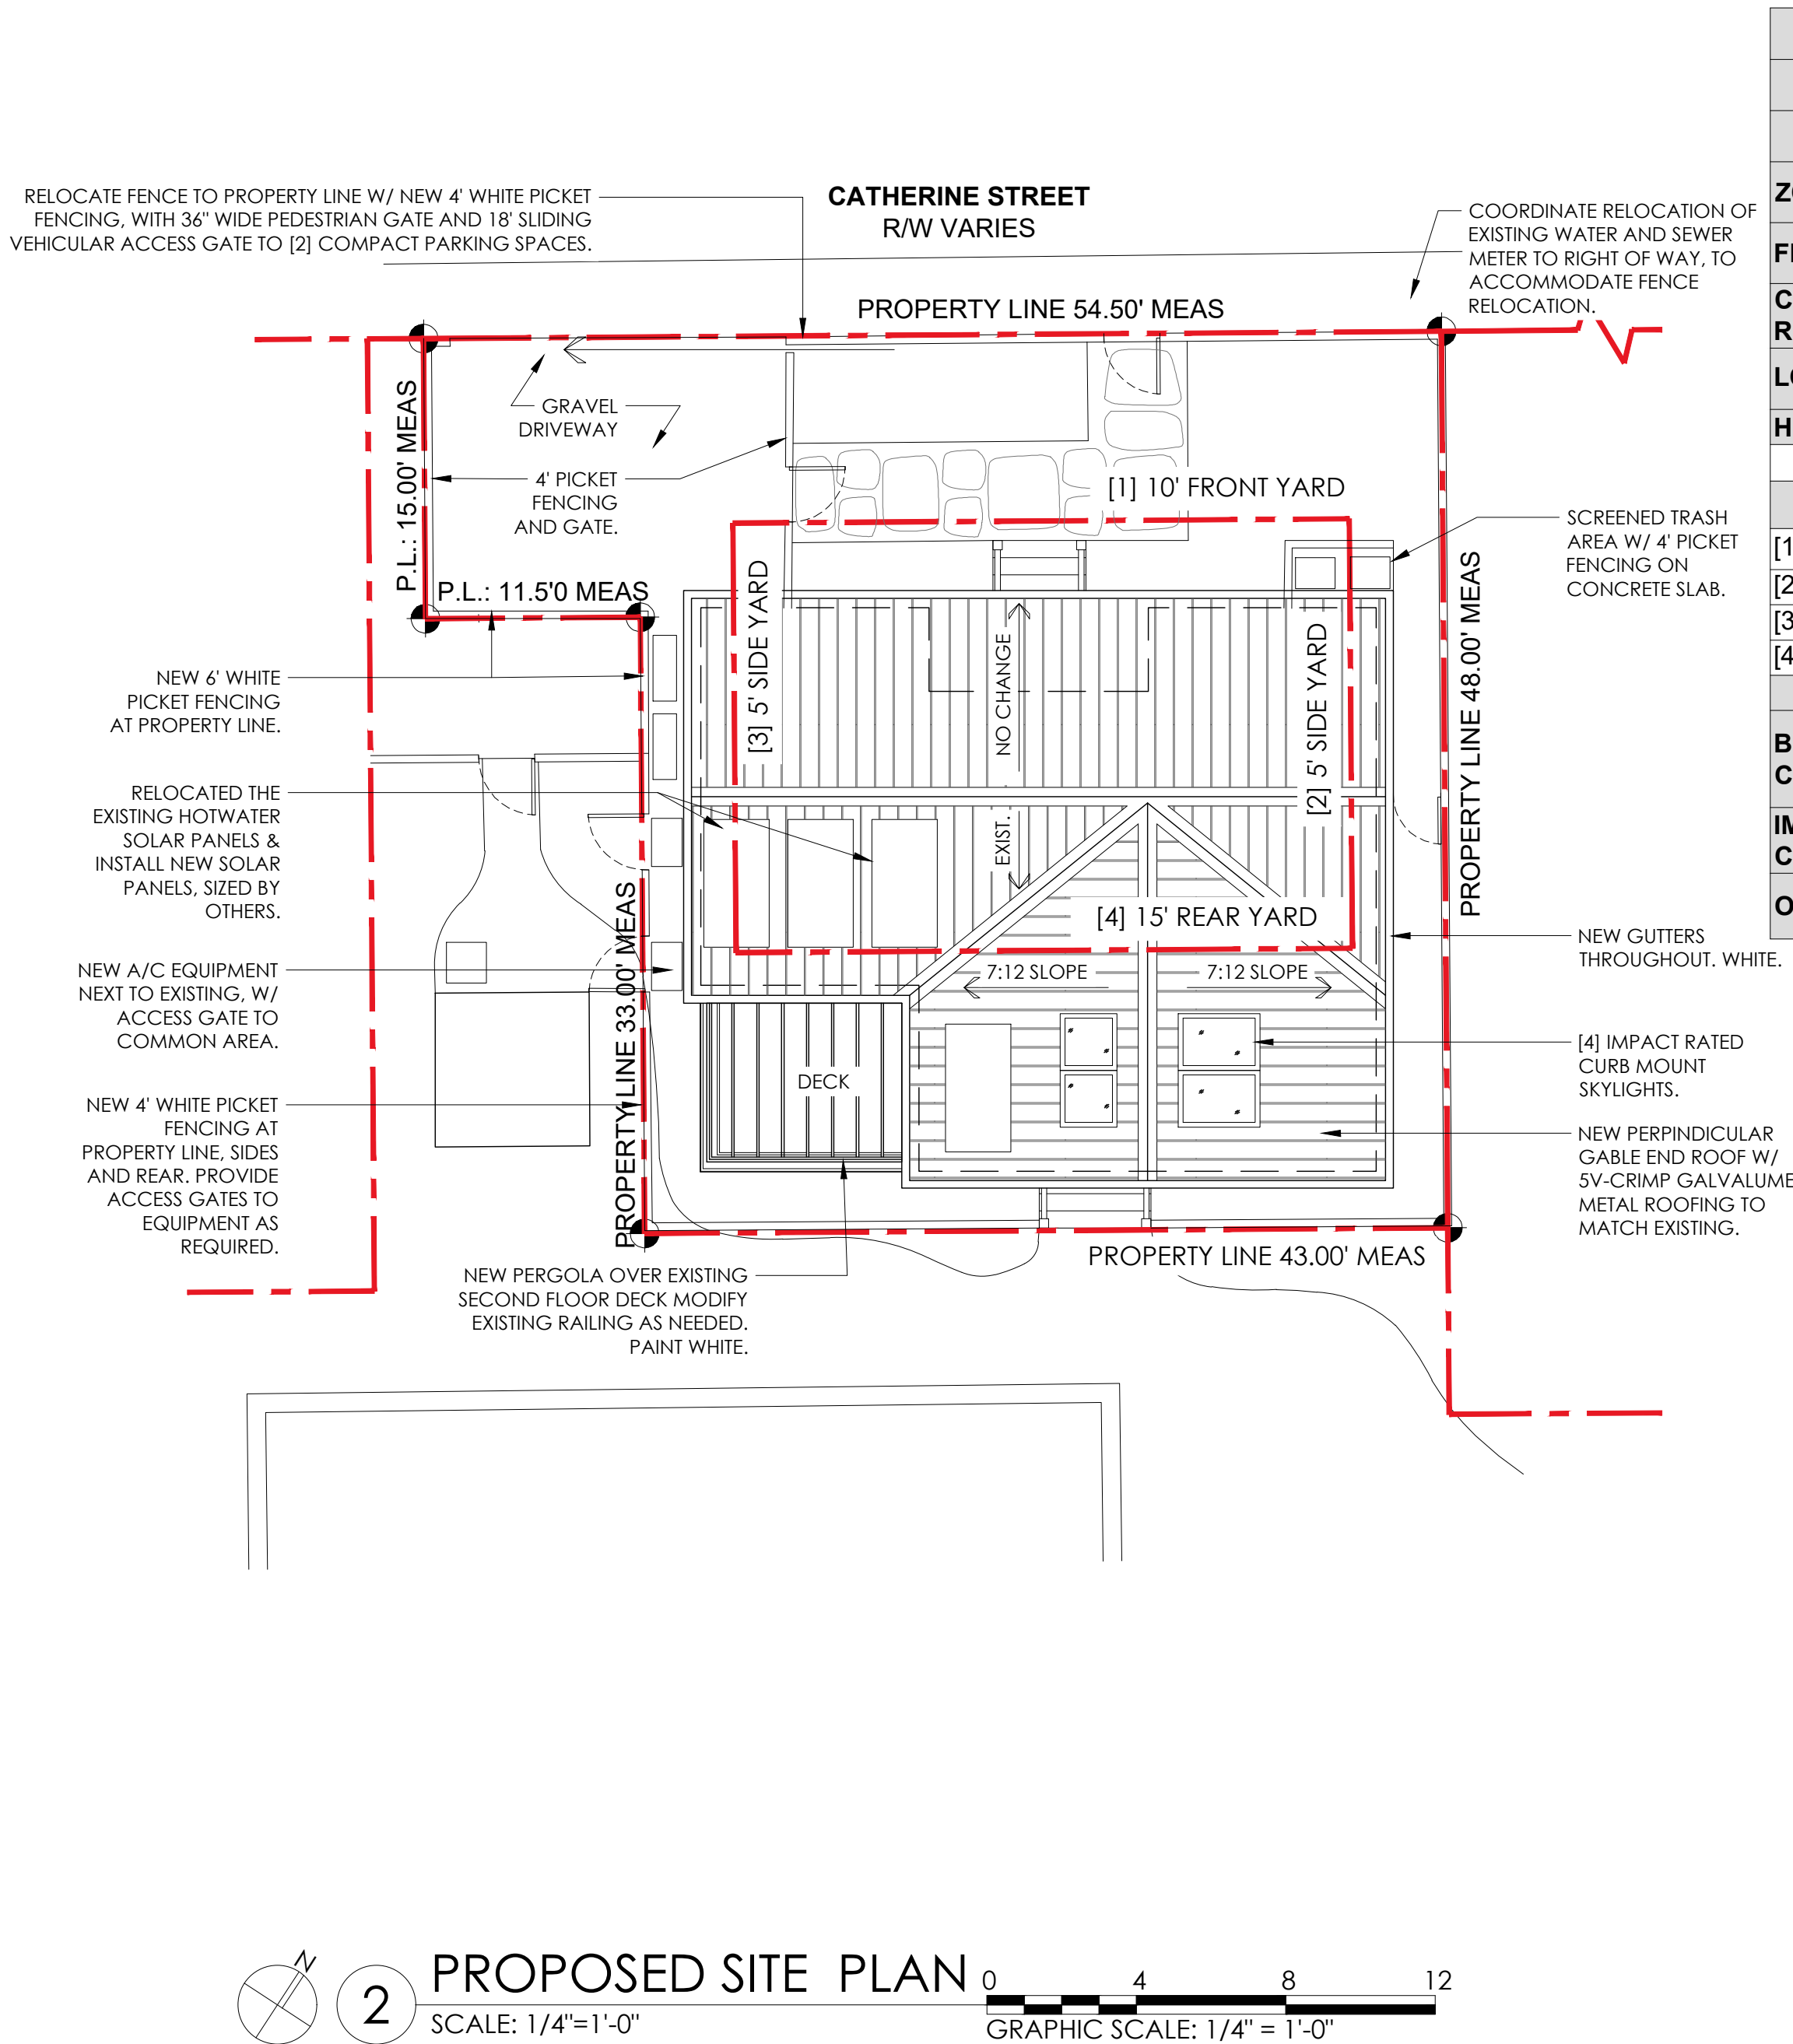 RELOCATE FENCE TO PROPERTY LINE W/ NEW 4' WHITE PICKET
FENCING, WITH 36" WIDE PEDESTRIAN GATE AND 18' SLIDING
VEHICULAR ACCESS GATE TO [2] COMPACT PARKING SPACES.
CATHERINE STREET
R/W VARIES
COORDINATE RELOCATION OF
EXISTING WATER AND SEWER
METER TO RIGHT OF WAY, TO
ACCOMMODATE FENCE
RELOCATION.
PROPERTY LINE 54.50' MEAS
P.L.: 15.00' MEAS
GRAVEL
DRIVEWAY
4' PICKET
FENCING
AND GATE.
P.L.: 11.5'0 MEAS
[1] 10' FRONT YARD
SCREENED TRASH
AREA W/ 4' PICKET
FENCING ON
CONCRETE SLAB.
[3] 5' SIDE YARD
NO CHANGE
EXIST.
[2] 5' SIDE YARD
PROPERTY LINE 48.00' MEAS
NEW 6' WHITE
PICKET FENCING
AT PROPERTY LINE.
RELOCATED THE
EXISTING HOTWATER
SOLAR PANELS &
INSTALL NEW SOLAR
PANELS, SIZED BY
OTHERS.
[4] 15' REAR YARD
7:12 SLOPE
7:12 SLOPE
NEW GUTTERS
THROUGHOUT. WHITE.
NEW A/C EQUIPMENT
NEXT TO EXISTING, W/
ACCESS GATE TO
COMMON AREA.
PROPERTY LINE 33.00' MEAS
DECK
[4] IMPACT RATED
CURB MOUNT
SKYLIGHTS.
NEW 4' WHITE PICKET
FENCING AT
PROPERTY LINE, SIDES
AND REAR. PROVIDE
ACCESS GATES TO
EQUIPMENT AS
REQUIRED.
NEW PERPINDICULAR
GABLE END ROOF W/
5V-CRIMP GALVALUME
METAL ROOFING TO
MATCH EXISTING.
PROPERTY LINE 43.00' MEAS
NEW PERGOLA OVER EXISTING
SECOND FLOOR DECK MODIFY
EXISTING RAILING AS NEEDED.
PAINT WHITE.
N
2
PROPOSED SITE PLAN
SCALE: 1/4"=1'-0"
0 4 8 12
GRAPHIC SCALE: 1/4" = 1'-0"